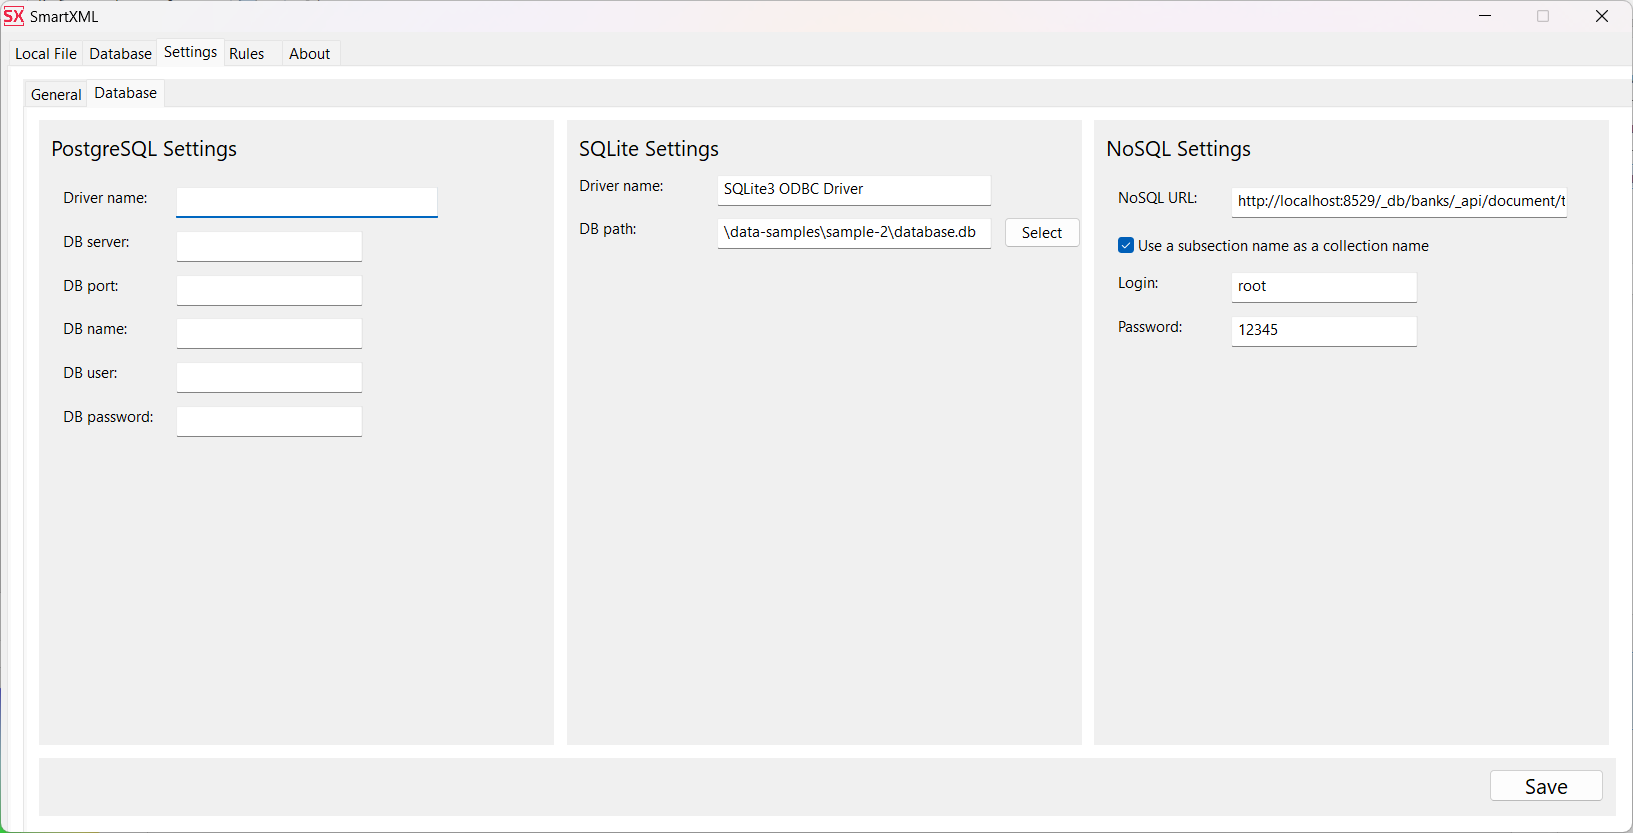 SX SmartXML
Local File Database Settings Rules About
General Database
PostgreSQL Settings
Driver name:
DB server:
DB port:
DB name:
DB user:
DB password:
SQLite Settings
Driver name: SQLite3 ODBC Driver
DB path: \data-samples\sample-2\database.db Select
NoSQL Settings
NoSQL URL: http://localhost:8529/_db/banks/_api/document/t
Use a subsection name as a collection name
Login: root
Password: 12345
Save